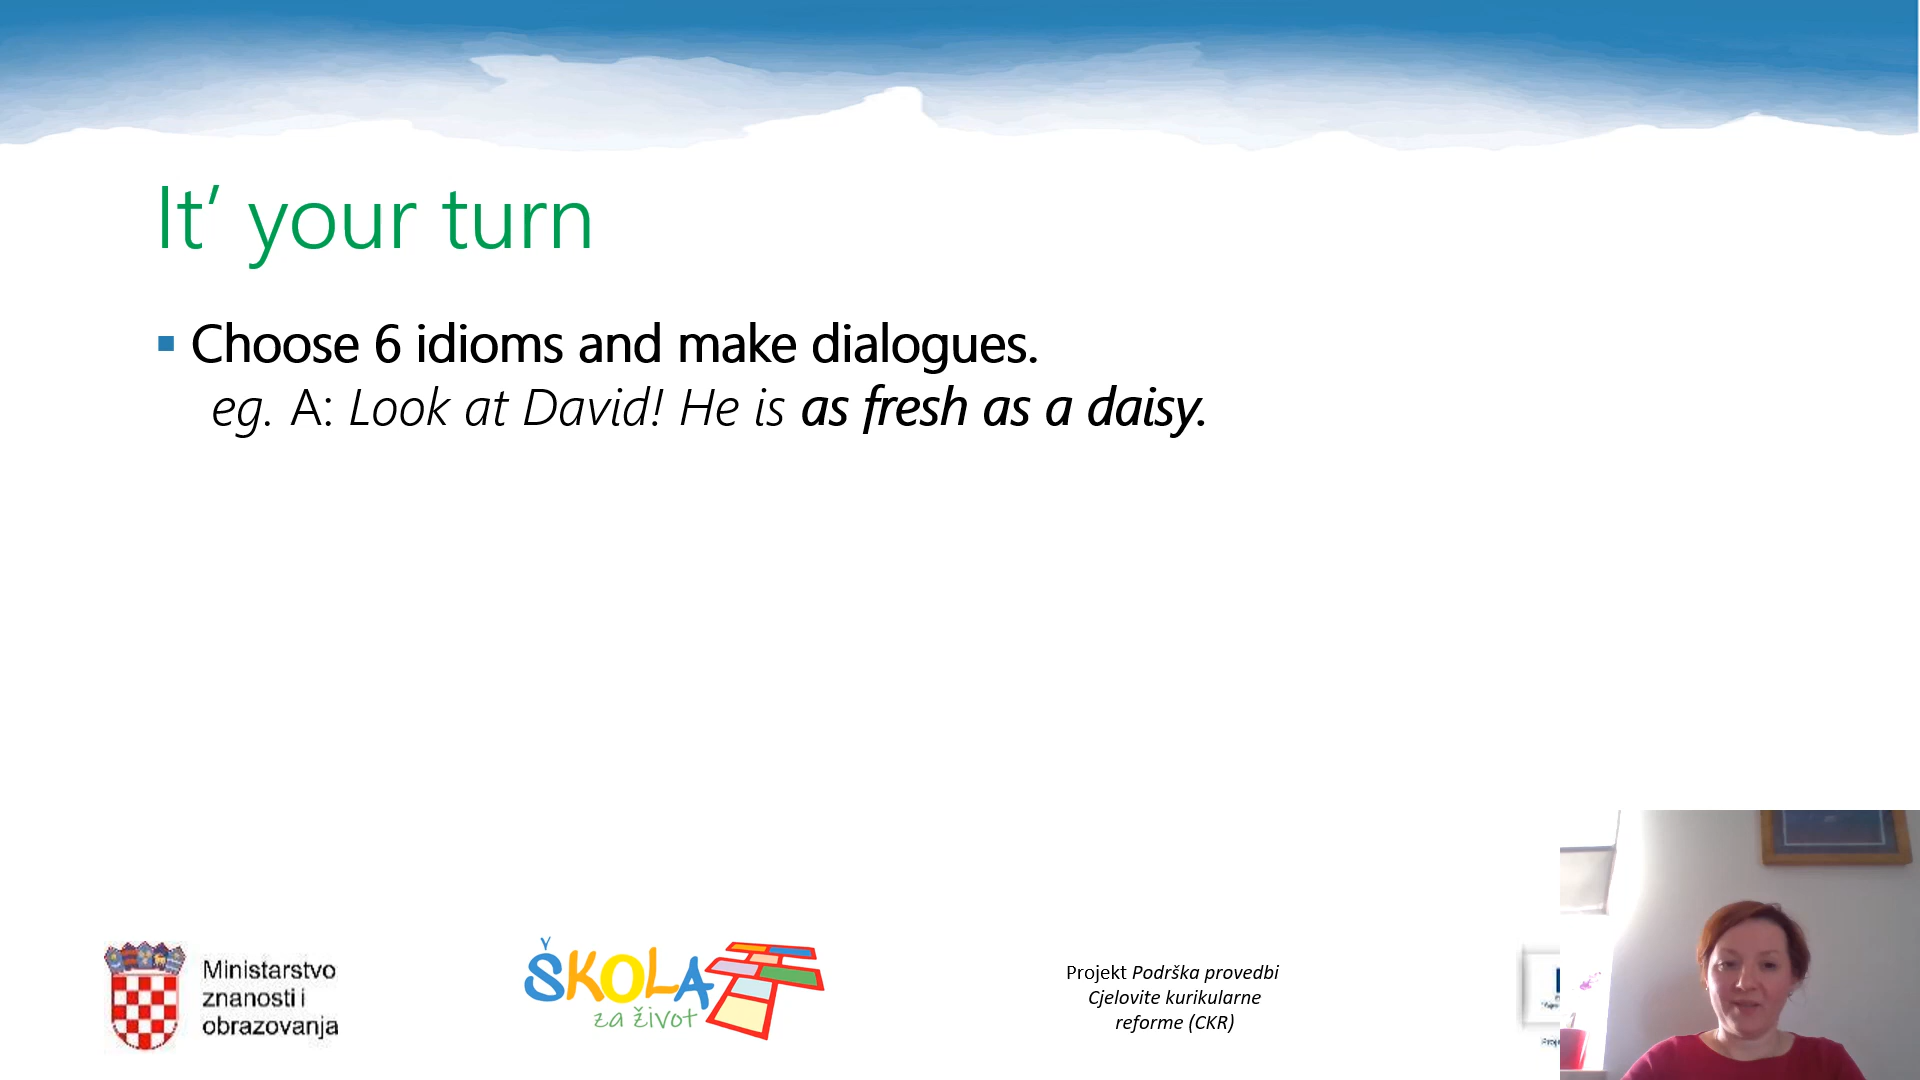 It’ your turn
Choose 6 idioms and make dialogues.
eg. A: Look at David! He is as fresh as a daisy.
Ministarstvo
znanosti i
obrazovanja
ŠKOLA
za život
Projekt Podrška provedbi
Cjelovite kurikularne
reforme (CKR)